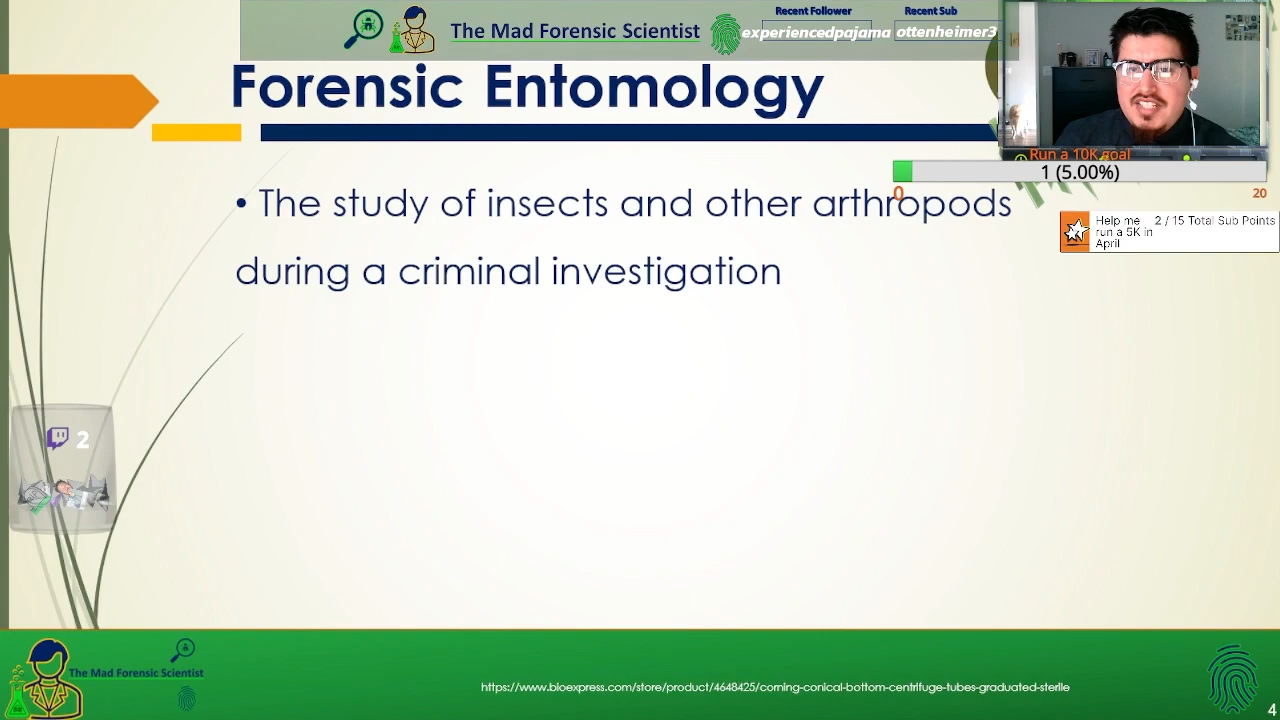 Recent Follower
Recent Sub
The Mad Forensic Scientist
experiencedpajama
ottenheimer3
Forensic Entomology
Run a 10K goal
1 (5.00%)
0
20
• The study of insects and other arthropods
during a criminal investigation
Help me run a 5K in April
2 / 15 Total Sub Points
2
The Mad Forensic Scientist
https://www.bioexpress.com/store/product/4648425/corning-conical-bottom-centrifuge-tubes-graduated-sterile
4